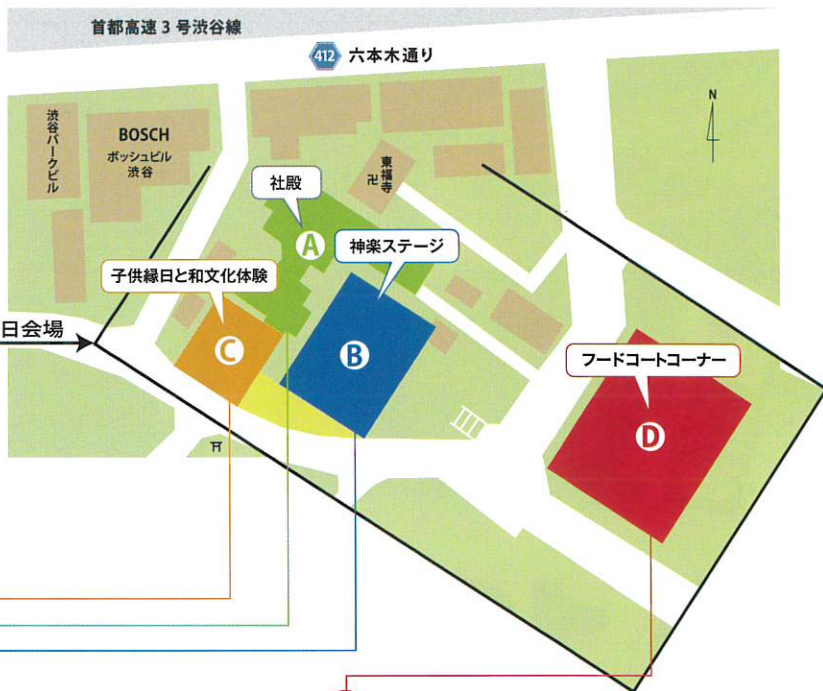 首都高速3号渋谷線
412 六本木通り
渋谷パークビル
BOSCH
ボッシュビル
渋谷
東福寺
卍
N
社殿
A
神楽ステージ
子供縁日と和文化体験
日会場
C
B
フードコートコーナー
D